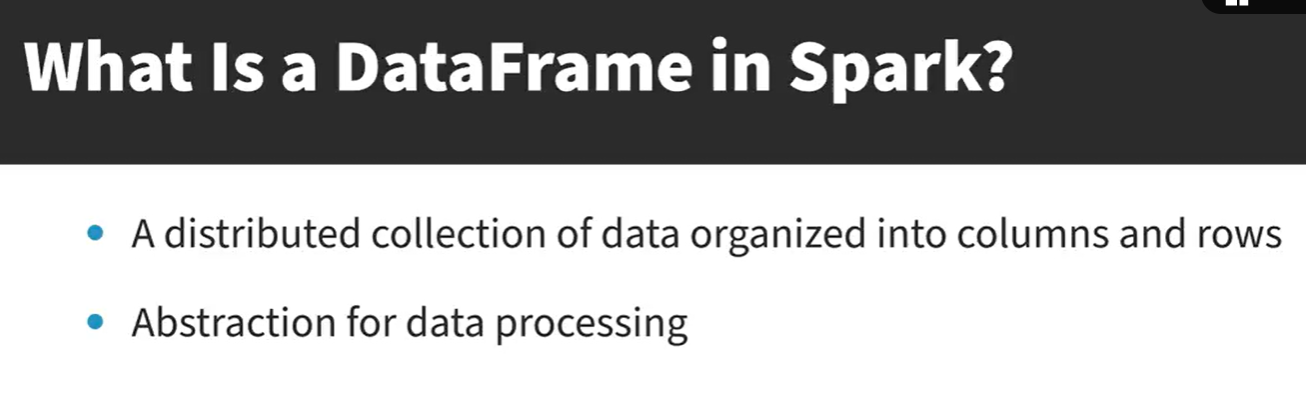 What Is a DataFrame in Spark?
A distributed collection of data organized into columns and rows
Abstraction for data processing